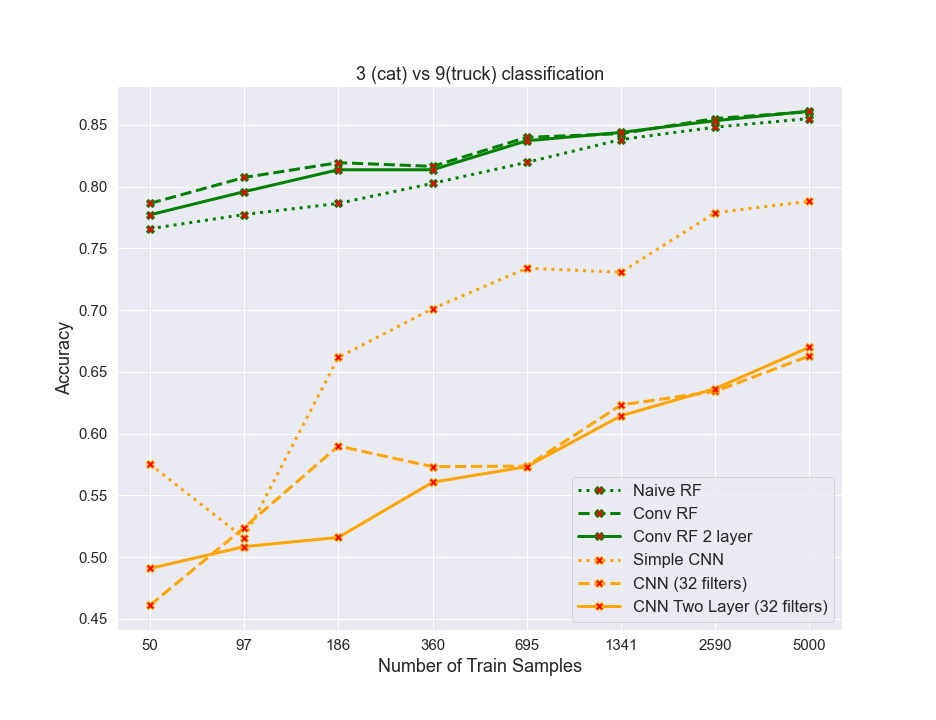 3 (cat) vs 9(truck) classification
Accuracy
0.85
0.80
0.75
0.70
0.65
0.60
0.55
0.50
0.45
Naive RF
Conv RF
Conv RF 2 layer
Simple CNN
CNN (32 filters)
CNN Two Layer (32 filters)
50 97 186 360 695 1341 2590 5000
Number of Train Samples